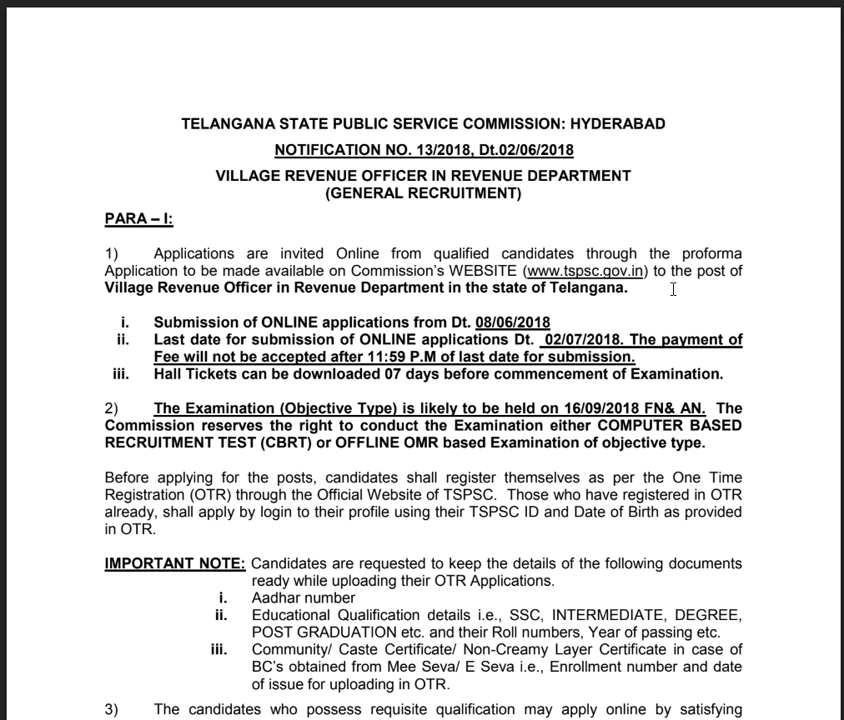 TELANGANA STATE PUBLIC SERVICE COMMISSION: HYDERABAD
NOTIFICATION NO. 13/2018, Dt.02/06/2018
VILLAGE REVENUE OFFICER IN REVENUE DEPARTMENT
(GENERAL RECRUITMENT)
PARA – I:
1) Applications are invited Online from qualified candidates through the proforma
Application to be made available on Commission's WEBSITE (www.tspsc.gov.in) to the post of
Village Revenue Officer in Revenue Department in the state of Telangana.
i. Submission of ONLINE applications from Dt. 08/06/2018
ii. Last date for submission of ONLINE applications Dt. 02/07/2018. The payment of
Fee will not be accepted after 11:59 P.M of last date for submission.
iii. Hall Tickets can be downloaded 07 days before commencement of Examination.
2) The Examination (Objective Type) is likely to be held on 16/09/2018 FN& AN. The
Commission reserves the right to conduct the Examination either COMPUTER BASED
RECRUITMENT TEST (CBRT) or OFFLINE OMR based Examination of objective type.
Before applying for the posts, candidates shall register themselves as per the One Time
Registration (OTR) through the Official Website of TSPSC. Those who have registered in OTR
already, shall apply by login to their profile using their TSPSC ID and Date of Birth as provided
in OTR.
IMPORTANT NOTE: Candidates are requested to keep the details of the following documents
ready while uploading their OTR Applications.
i. Aadhar number
ii. Educational Qualification details i.e., SSC, INTERMEDIATE, DEGREE,
POST GRADUATION etc. and their Roll numbers, Year of passing etc.
iii. Community/ Caste Certificate/ Non-Creamy Layer Certificate in case of
BC's obtained from Mee Seva/ E Seva i.e., Enrollment number and date
of issue for uploading in OTR.
3) The candidates who possess requisite qualification may apply online by satisfying